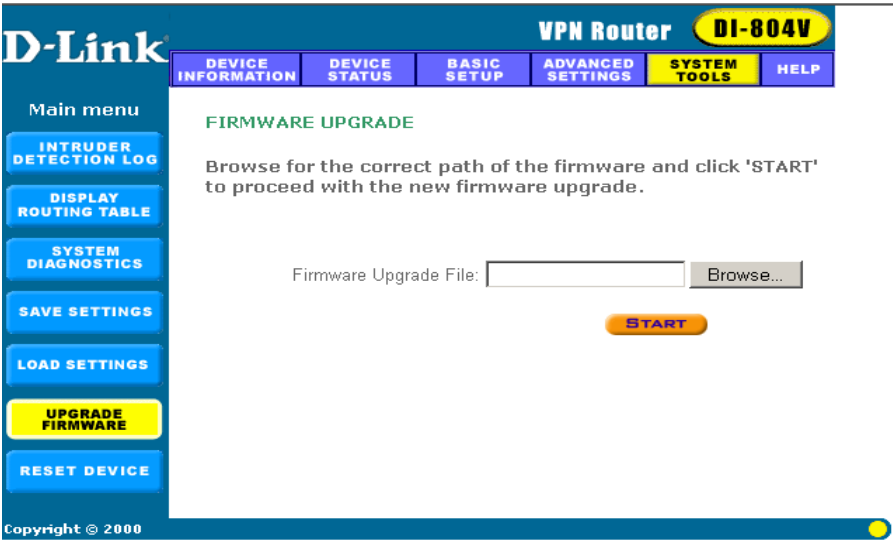 D-Link
VPN Router DI-804V
DEVICE INFORMATION
DEVICE STATUS
BASIC SETUP
ADVANCED SETTINGS
SYSTEM TOOLS
HELP
Main menu
INTRUDER
DETECTION LOG
DISPLAY
ROUTING TABLE
SYSTEM
DIAGNOSTICS
SAVE SETTINGS
LOAD SETTINGS
UPGRADE
FIRMWARE
RESET DEVICE
FIRMWARE UPGRADE
Browse for the correct path of the firmware and click 'START'
to proceed with the new firmware upgrade.
Firmware Upgrade File:
Browse...
START
Copyright © 2000